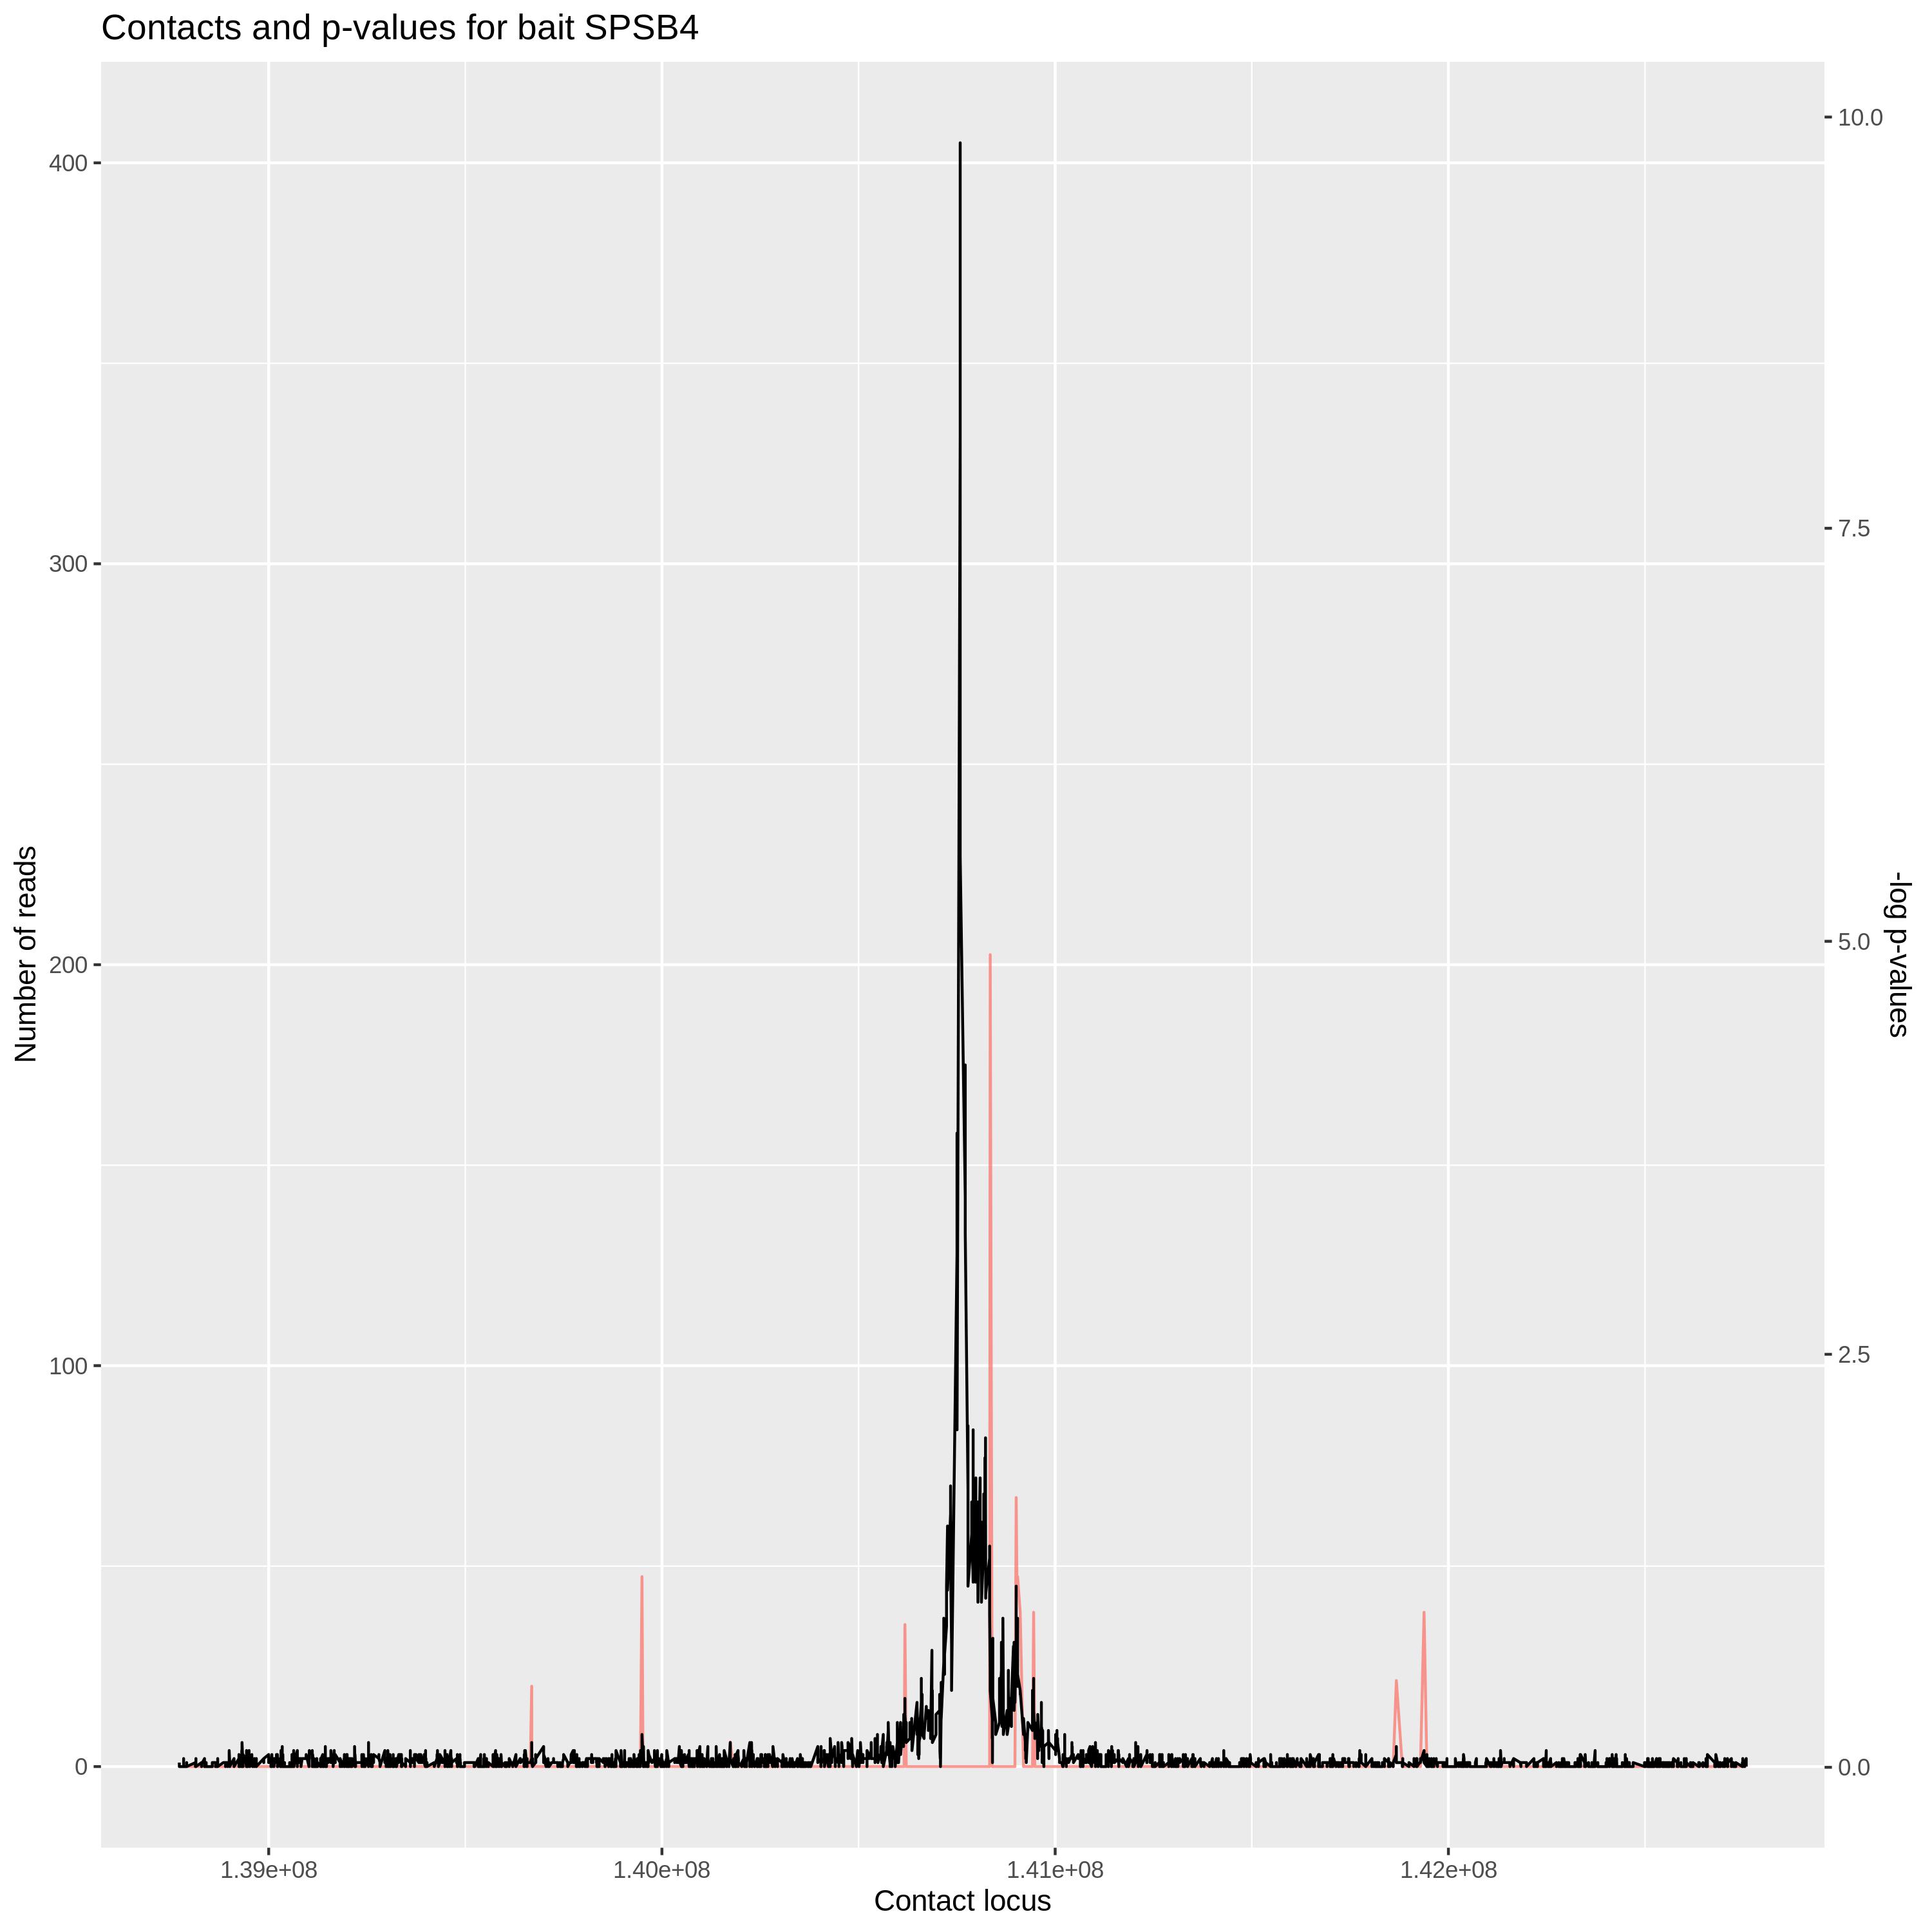 Contacts and p-values for bait SPSB4
400
300
200
100
0
Number of reads
10.0
7.5
5.0
2.5
0.0
-log p-values
1.39e+08
1.40e+08
1.41e+08
1.42e+08
Contact locus